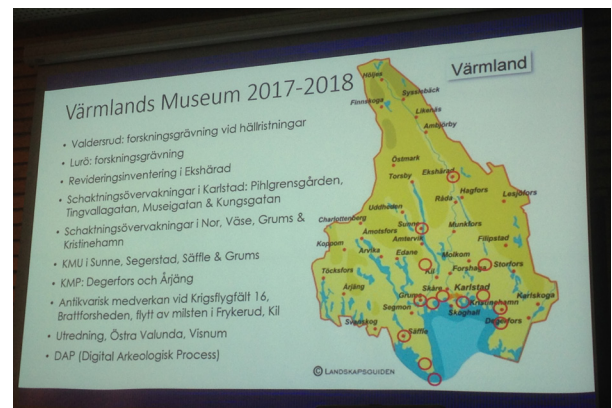 Värmlands Museum 2017-2018
• Valdersrud: forskningsgrävning vid hällristningar
• Lurö: forskningsgrävning
• Revideringsinventering i Ekshärad
• Schaktningsövervakningar i Karlstad: Pihlgrensgården,
Tingvallagatan, Museigatan & Kungsgatan
• Schaktningsövervakningar i Nor, Väse, Grums &
Kristinehamn
• KMU i Sunne, Segerstad, Säffle & Grums
• KMP: Degerfors och Årjäng
• Antikvarisk medverkan vid Krigsflygfält 16,
Brattforsheden, flytt av milsten i Frykerud, Kil
• Utredning, Östra Valunda, Visnum
• DAP (Digital Arkeologisk Process)
Värmland
Höljes
Sysslebäck
Finnskoga
Likenäs
Ambjörby
Östmark
Torsby
Ekshärad
Hagfors
Råda
Lesjöfors
Uddheden
Charlottenberg
Sunne
Munkfors
Åmotsfors
Amtervik
Filipstad
Koppom
Arvika
Edane
Molkom
Töcksfors
Kil
Forshaga
Storfors
Årjäng
Skåre
Karlstad
Grums
Kristinehamn
Karlskoga
Segmon
Skoghall
Degerfors
Svanskog
Säffle
© LANDSKAPSGUIDEN